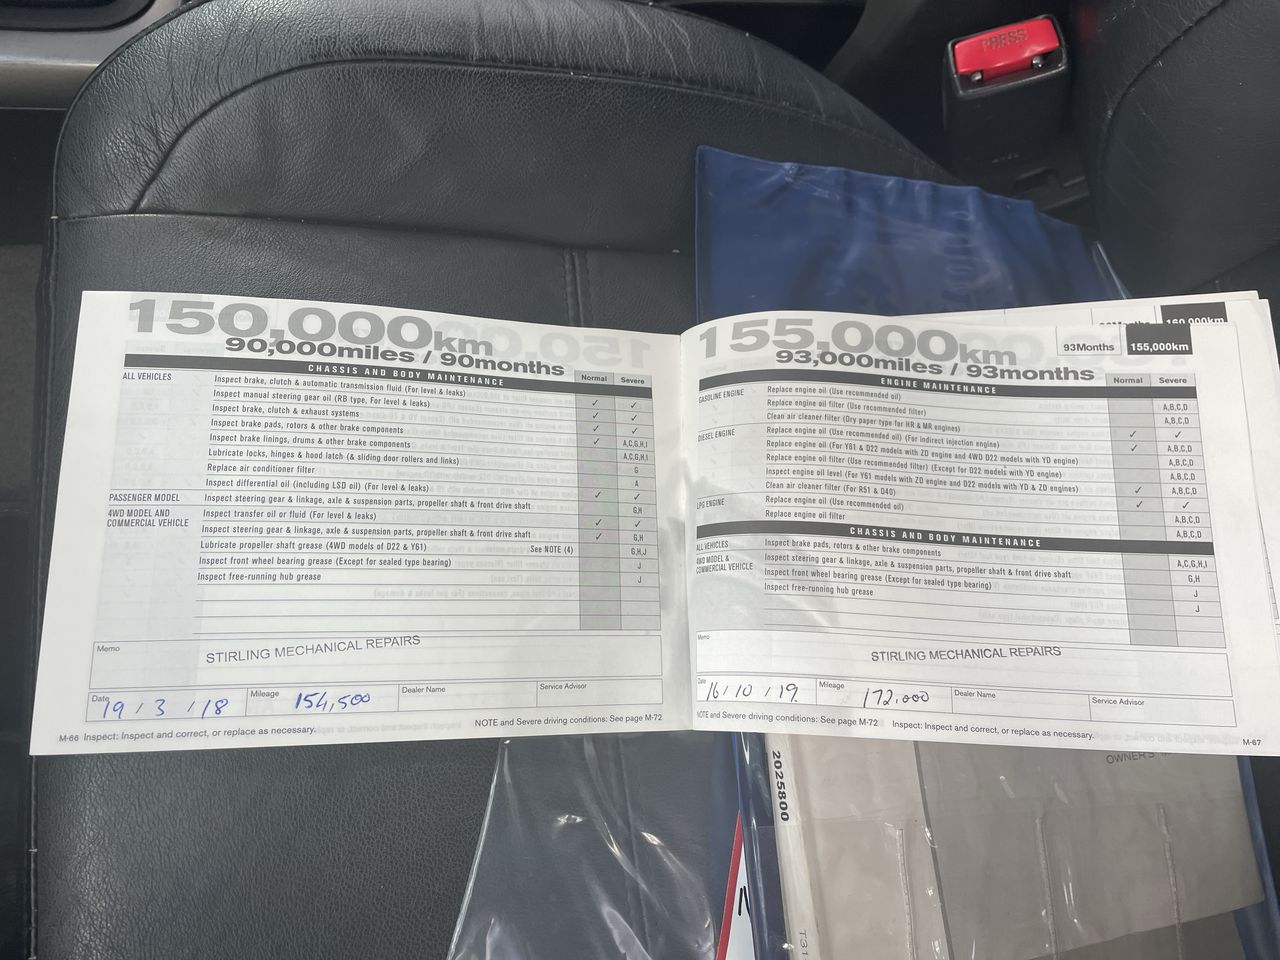 PRESS
150,000km
90,000miles / 90months
CHASSIS AND BODY MAINTENANCE
Normal Severe
ALL VEHICLES
Inspect brake, clutch & automatic transmission fluid (For level & leaks)
Inspect manual steering gear oil (RB type, For level & leaks) ✓ ✓
Inspect brake, clutch & exhaust systems ✓ ✓
Inspect brake pads, rotors & other brake components ✓ ✓
Inspect brake linings, drums & other brake components ✓ A,C,G,H,I
Lubricate locks, hinges & hood latch (& sliding door rollers and links) A,C,G,H,I
Replace air conditioner filter G
Inspect differential oil (including LSD oil) (For level & leaks) A
PASSENGER MODEL Inspect steering gear & linkage, axle & suspension parts, propeller shaft & front drive shaft ✓ ✓
4WD MODEL AND
COMMERCIAL VEHICLE
Inspect transfer oil or fluid (For level & leaks) G,H
Inspect steering gear & linkage, axle & suspension parts, propeller shaft & front drive shaft ✓ ✓
Lubricate propeller shaft grease (4WD models of D22 & Y61) See NOTE (4) ✓ G,H
Inspect front wheel bearing grease (Except for sealed type bearing) G,H,J
Inspect free-running hub grease J
J
Memo
STIRLING MECHANICAL REPAIRS
Date 19 / 3 / 18 Mileage 154,500 Dealer Name Service Advisor
NOTE and Severe driving conditions: See page M-72
M-66 Inspect: Inspect and correct, or replace as necessary.
155,000km
93,000miles / 93months
93Months 155,000km
160,000km
ENGINE MAINTENANCE
Normal Severe
GASOLINE ENGINE
Replace engine oil (Use recommended oil) A,B,C,D
Replace engine oil filter (Use recommended filter) A,B,C,D
Clean air cleaner filter (Dry paper type for HR & MR engines) ✓ ✓
DIESEL ENGINE
Replace engine oil (Use recommended oil) (For indirect injection engine) ✓ A,B,C,D
Replace engine oil (For Y61 & D22 models with ZD engine and 4WD D22 models with YD engine) A,B,C,D
Replace engine oil filter (Use recommended filter) (Except for D22 models with YD engine) A,B,C,D
Inspect engine oil level (For Y61 models with ZD engine and D22 models with YD & ZD engines) ✓ A,B,C,D
Clean air cleaner filter (For R51 & D40) ✓ ✓
LPG ENGINE
Replace engine oil (Use recommended oil) A,B,C,D
Replace engine oil filter A,B,C,D
CHASSIS AND BODY MAINTENANCE
ALL VEHICLES Inspect brake pads, rotors & other brake components A,C,G,H,I
4WD MODEL &
COMMERCIAL VEHICLE
Inspect steering gear & linkage, axle & suspension parts, propeller shaft & front drive shaft G,H
Inspect front wheel bearing grease (Except for sealed type bearing) J
Inspect free-running hub grease J
Memo
STIRLING MECHANICAL REPAIRS
Date 16 / 10 / 19 Mileage 172,000 Dealer Name Service Advisor
NOTE and Severe driving conditions: See page M-72 Inspect: Inspect and correct, or replace as necessary.
M-67
2025800
OWNER'S
T31